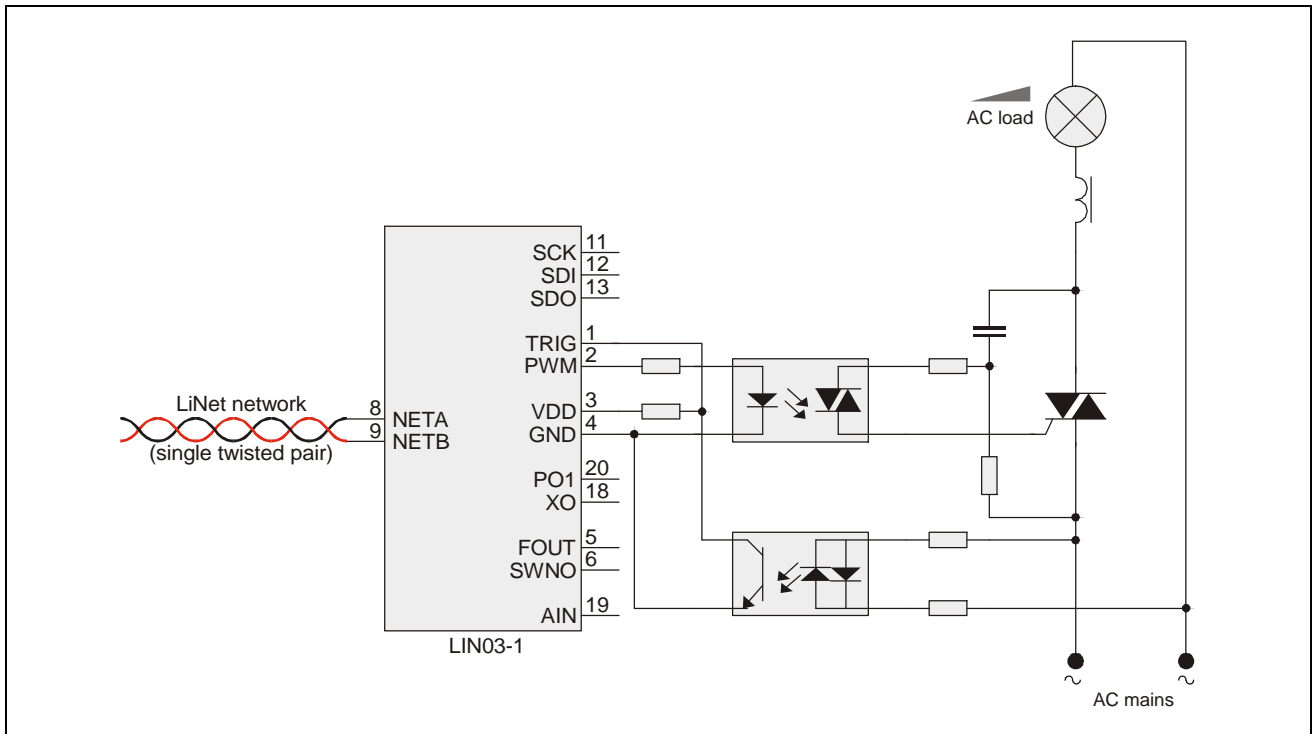 AC load
SCK 11
SDI 12
SDO 13
TRIG 1
PWM 2
LiNet network
(single twisted pair)
8 NETA
9 NETB
VDD 3
GND 4
PO1 20
XO 18
FOUT 5
SWNO 6
AIN 19
LIN03-1
~ ~
AC mains